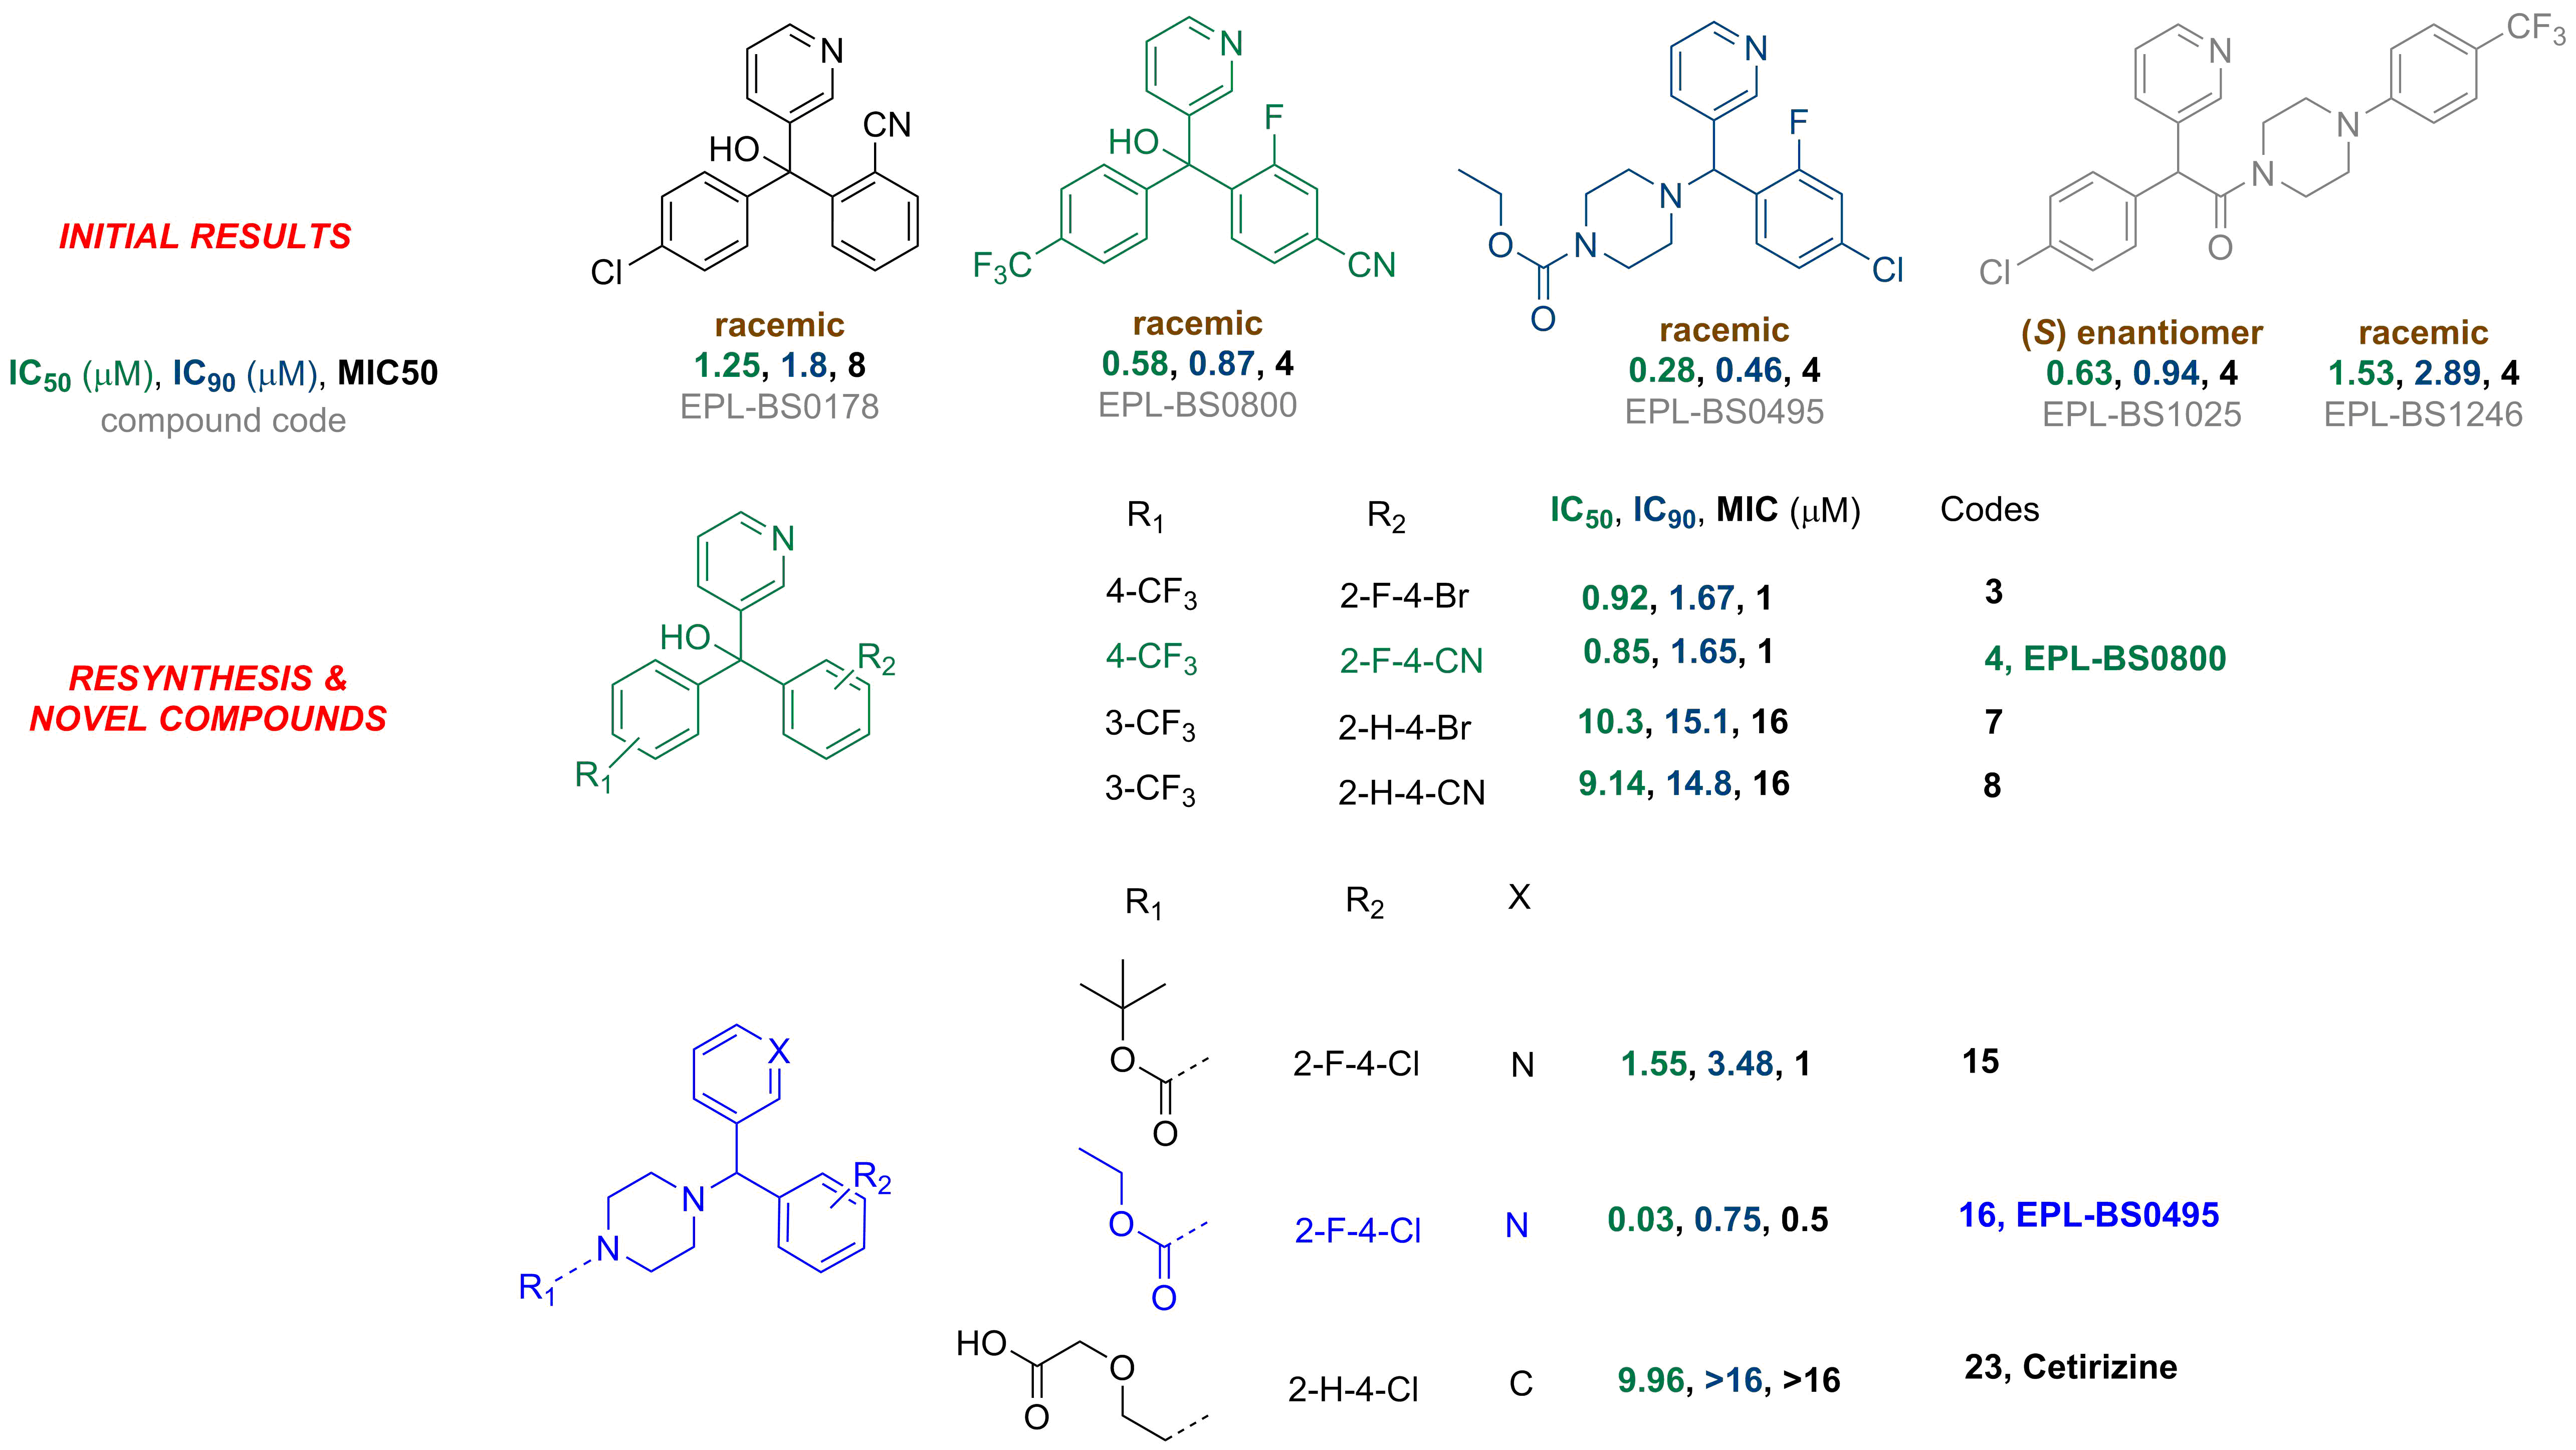 N
HO
CN
Cl
N
F
HO
F₃C
CN
N
F
N
N
O
O
Cl
CF₃
N
N
N
O
Cl
INITIAL RESULTS
racemic
racemic
racemic
(S) enantiomer
racemic
IC₅₀ (μM), IC₉₀ (μM), MIC50
1.25, 1.8, 8
0.58, 0.87, 4
0.28, 0.46, 4
0.63, 0.94, 4
1.53, 2.89, 4
compound code
EPL-BS0178
EPL-BS0800
EPL-BS0495
EPL-BS1025
EPL-BS1246
RESYNTHESIS &
NOVEL COMPOUNDS
N
HO
R₂
R₁
R₁
R₂
IC₅₀, IC₉₀, MIC (μM)
Codes
4-CF₃
2-F-4-Br
0.92, 1.67, 1
3
4-CF₃
2-F-4-CN
0.85, 1.65, 1
4, EPL-BS0800
3-CF₃
2-H-4-Br
10.3, 15.1, 16
7
3-CF₃
2-H-4-CN
9.14, 14.8, 16
8
R₁
R₂
X
X
N
R₂
N
R₁
O
O
2-F-4-Cl
N
1.55, 3.48, 1
15
O
O
2-F-4-Cl
N
0.03, 0.75, 0.5
16, EPL-BS0495
HO
O
O
2-H-4-Cl
C
9.96, >16, >16
23, Cetirizine